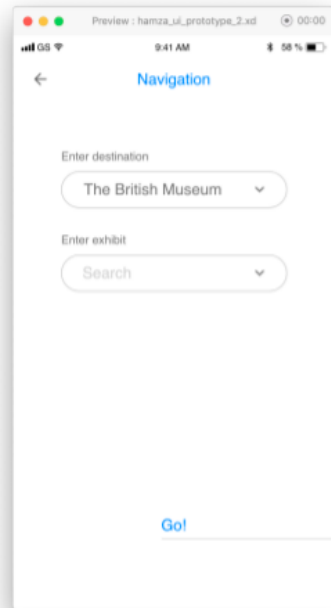 Preview : hamza_ui_prototype_2.xd 00:00
GS 9:41 AM 58 %
Navigation
Enter destination
The British Museum
Enter exhibit
Search
Go!